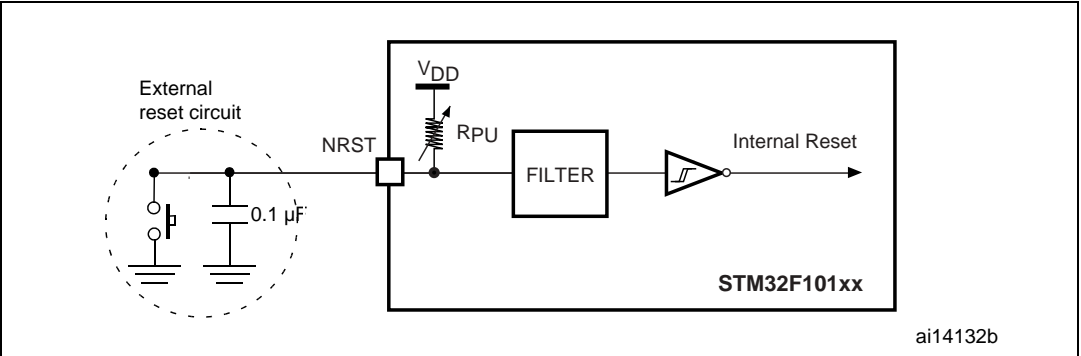 External
reset circuit
VDD
NRST
RPU
Internal Reset
FILTER
0.1 µF
STM32F101xx
ai14132b